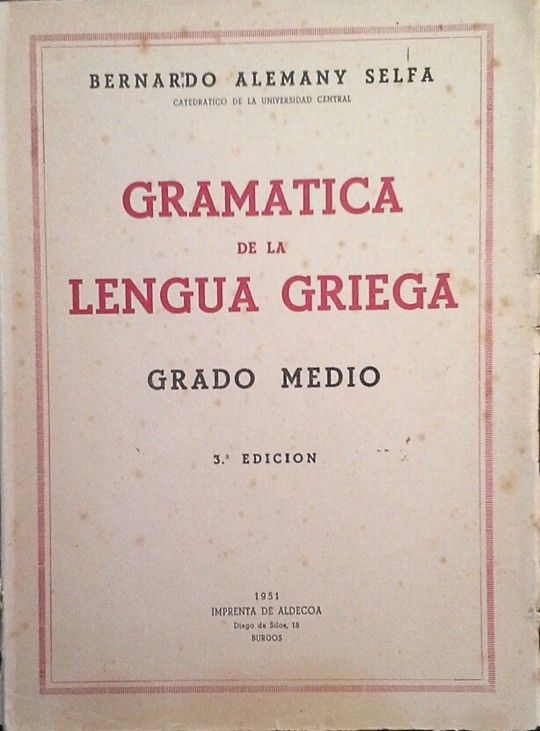 BERNARDO ALEMANY SELFA
CATEDRATICO DE LA UNIVERSIDAD CENTRAL
GRAMATICA
DE LA
LENGUA GRIEGA
GRADO MEDIO
3.ª EDICION
1951
IMPRENTA DE ALDECOA
Diego de Siloe, 18
BURGOS